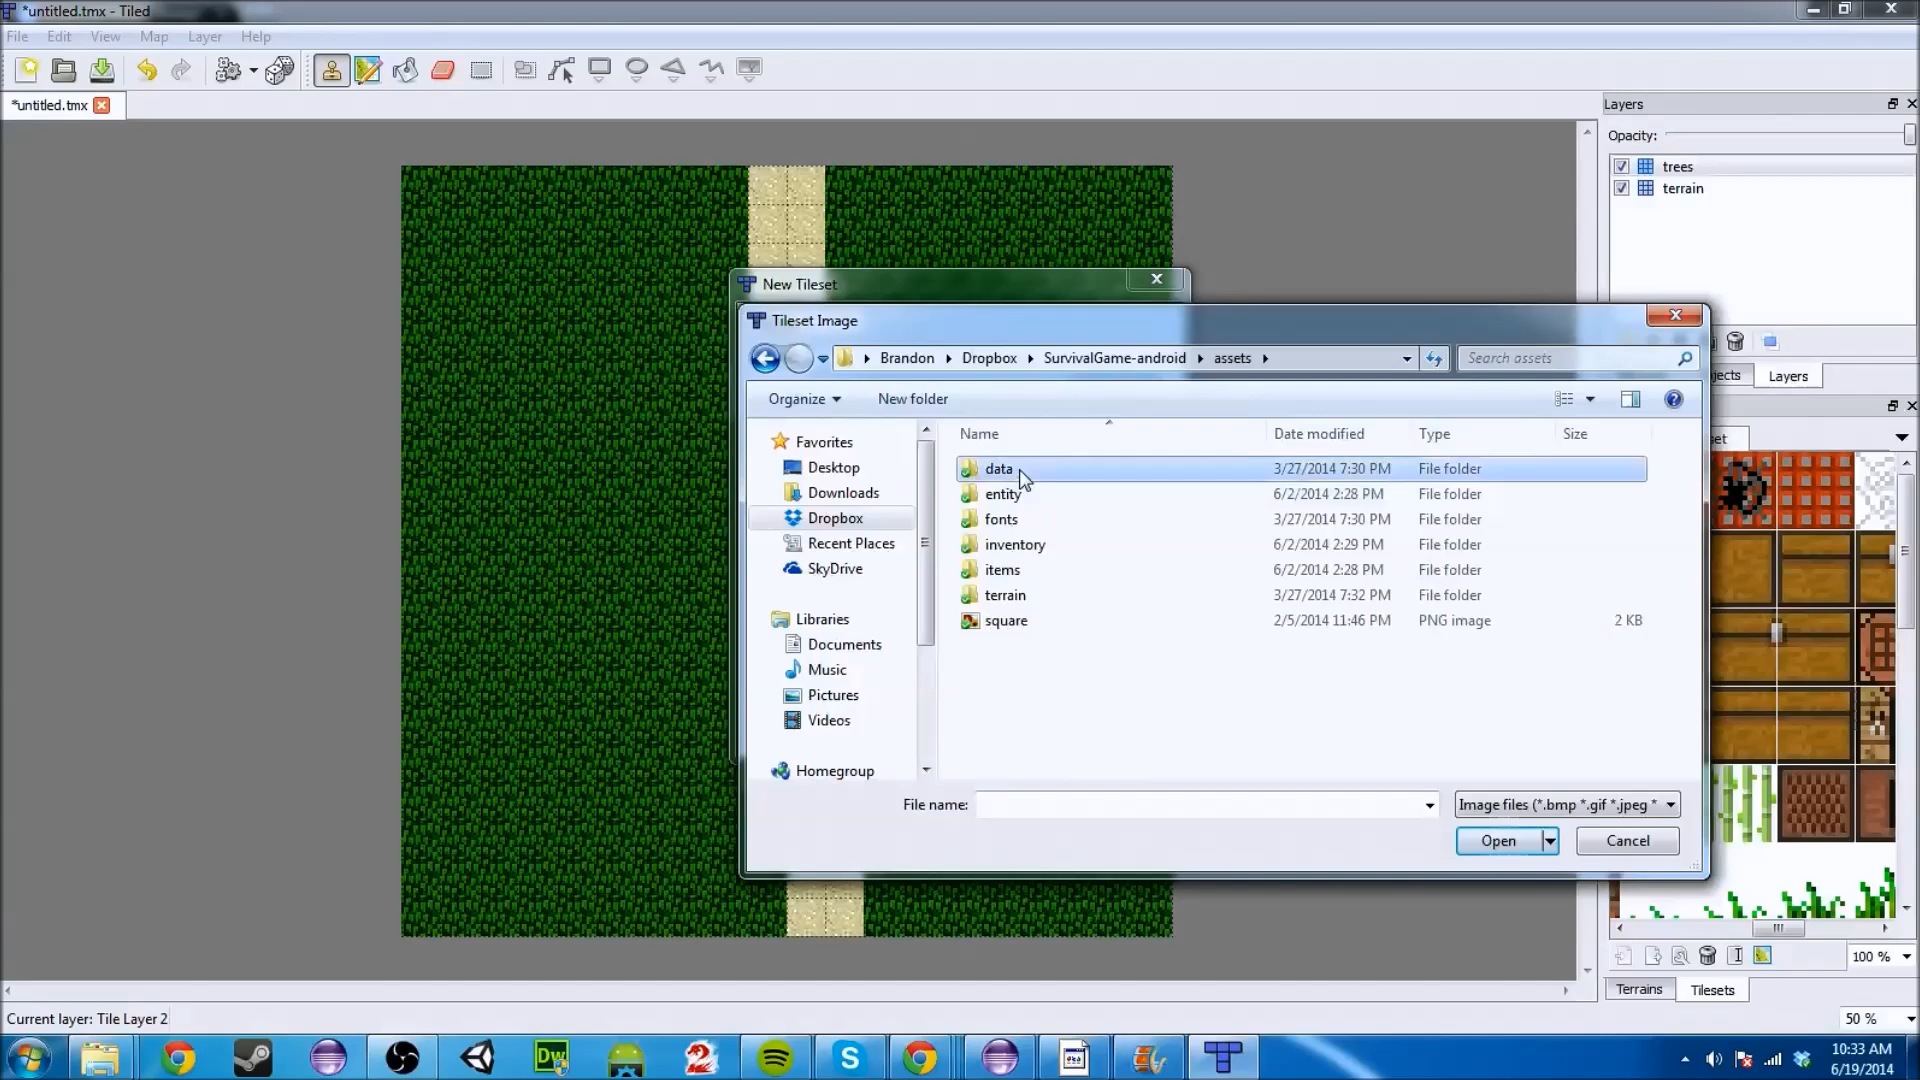 *untitled.tmx - Tiled
File Edit View Map Layer Help
*untitled.tmx
Layers
Opacity:
trees
terrain
New Tileset
Tileset Image
Brandon Dropbox SurvivalGame-android assets
Search assets
Organize New folder
jects Layers
Name Date modified Type Size
Favorites
Desktop
Downloads
Dropbox
Recent Places
SkyDrive
Libraries
Documents
Music
Pictures
Videos
Homegroup
data 3/27/2014 7:30 PM File folder
entity 6/2/2014 2:28 PM File folder
fonts 3/27/2014 7:30 PM File folder
inventory 6/2/2014 2:29 PM File folder
items 6/2/2014 2:28 PM File folder
terrain 3/27/2014 7:32 PM File folder
square 2/5/2014 11:46 PM PNG image 2 KB
set
File name: Image files (*.bmp *.gif *.jpeg *
Open Cancel
100 %
Terrains Tilesets
Current layer: Tile Layer 2
50 %
Dw
10:33 AM
6/19/2014